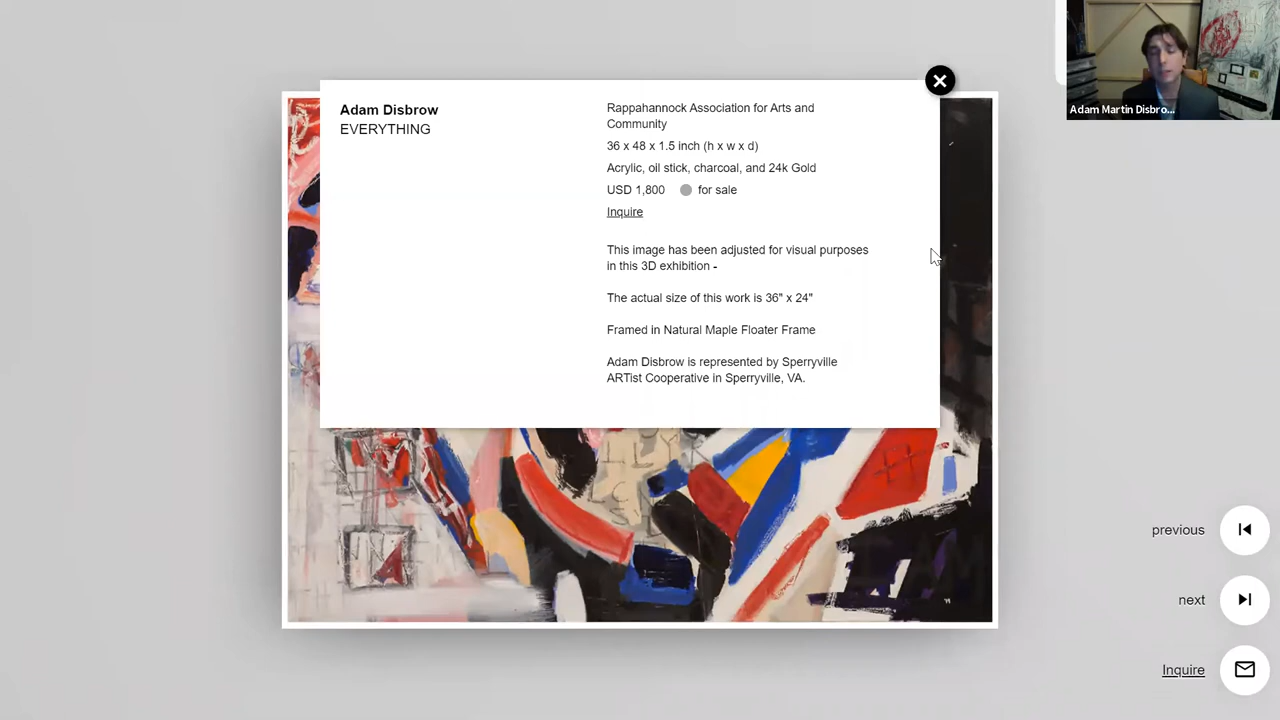 Adam Disbrow
EVERYTHING
Rappahannock Association for Arts and
Community
36 x 48 x 1.5 inch (h x w x d)
Acrylic, oil stick, charcoal, and 24k Gold
USD 1,800 for sale
Inquire
This image has been adjusted for visual purposes
in this 3D exhibition -
The actual size of this work is 36" x 24"
Framed in Natural Maple Floater Frame
Adam Disbrow is represented by Sperryville
ARTist Cooperative in Sperryville, VA.
Adam Martin Disbro...
previous
next
Inquire